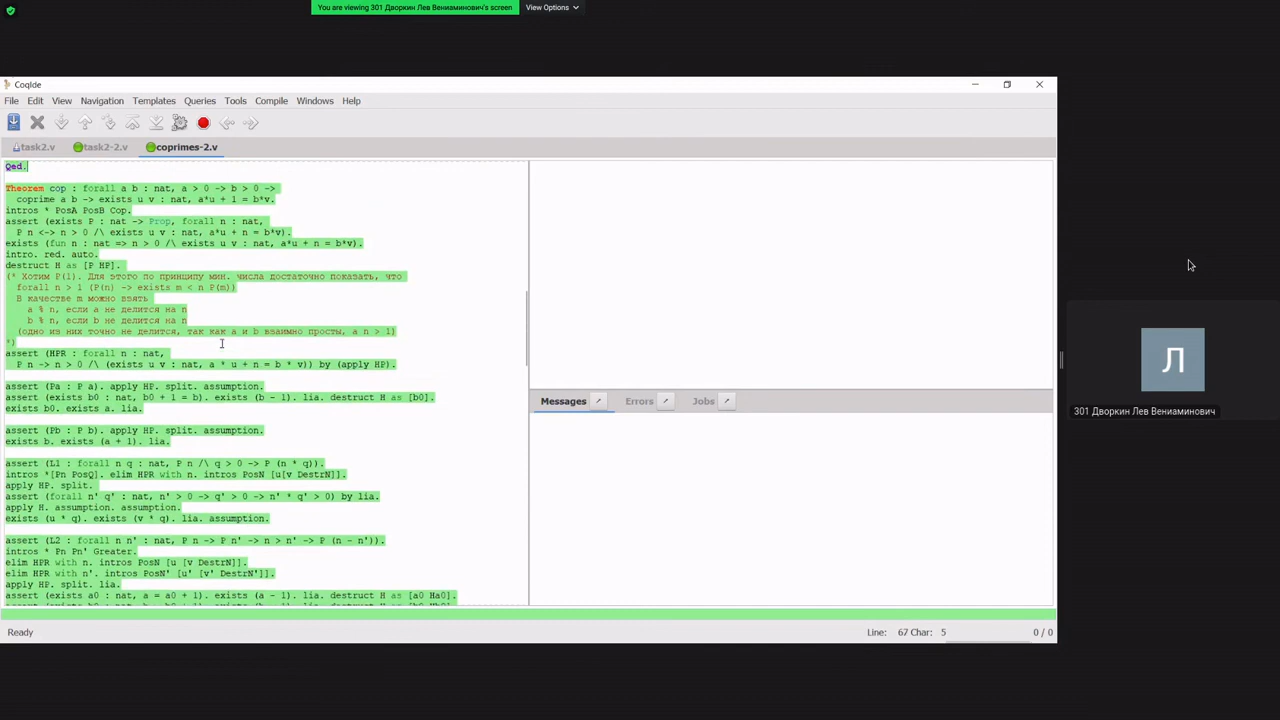 You are viewing 301 Дворкин Лев Вениаминович's screen
View Options
CoqIde
File Edit View Navigation Templates Queries Tools Compile Windows Help
task2.v task2-2.v coprimes-2.v
Qed.
Theorem cop : forall a b : nat, a > 0 -> b > 0 ->
coprime a b -> exists u v : nat, a*u + 1 = b*v.
intros * PosA PosB Cop.
assert (exists P : nat -> Prop, forall n : nat,
P n <-> n > 0 /\ exists u v : nat, a*u + n = b*v).
exists (fun n : nat => n > 0 /\ exists u v : nat, a*u + n = b*v).
intro. red. auto.
destruct H as [P HP].
(* Хотим P(1). Для этого по принципу мин. числа достаточно показать, что
forall n > 1 (P(n) -> exists m < n P(m))
В качестве m можно взять
a % n, если a не делится на n
b % n, если b не делится на n
(одно из них точно не делится, так как a и b взаимно просты, а n > 1)
*)
assert (HPR : forall n : nat,
P n -> n > 0 /\ (exists u v : nat, a * u + n = b * v)) by (apply HP).
assert (Pa : P a). apply HP. split. assumption.
assert (exists b0 : nat, b0 + 1 = b). exists (b - 1). lia. destruct H as [b0].
exists b0. exists a. lia.
assert (Pb : P b). apply HP. split. assumption.
exists b. exists (a + 1). lia.
assert (L1 : forall n q : nat, P n /\ q > 0 -> P (n * q)).
intros *[Pn PosQ]. elim HPR with n. intros PosN [u[v DestrN]].
apply HP. split.
assert (forall n' q' : nat, n' > 0 -> q' > 0 -> n' * q' > 0) by lia.
apply H. assumption. assumption.
exists (u * q). exists (v * q). lia. assumption.
assert (L2 : forall n n' : nat, P n -> P n' -> n > n' -> P (n - n')).
intros * Pn Pn' Greater.
elim HPR with n. intros PosN [u [v DestrN]].
elim HPR with n'. intros PosN' [u' [v' DestrN']].
apply HP. split. lia.
assert (exists a0 : nat, a = a0 + 1). exists (a - 1). lia. destruct H as [a0 Ha0].
Messages Errors Jobs
Л
301 Дворкин Лев Вениаминович
Ready
Line: 67 Char: 5 0 / 0